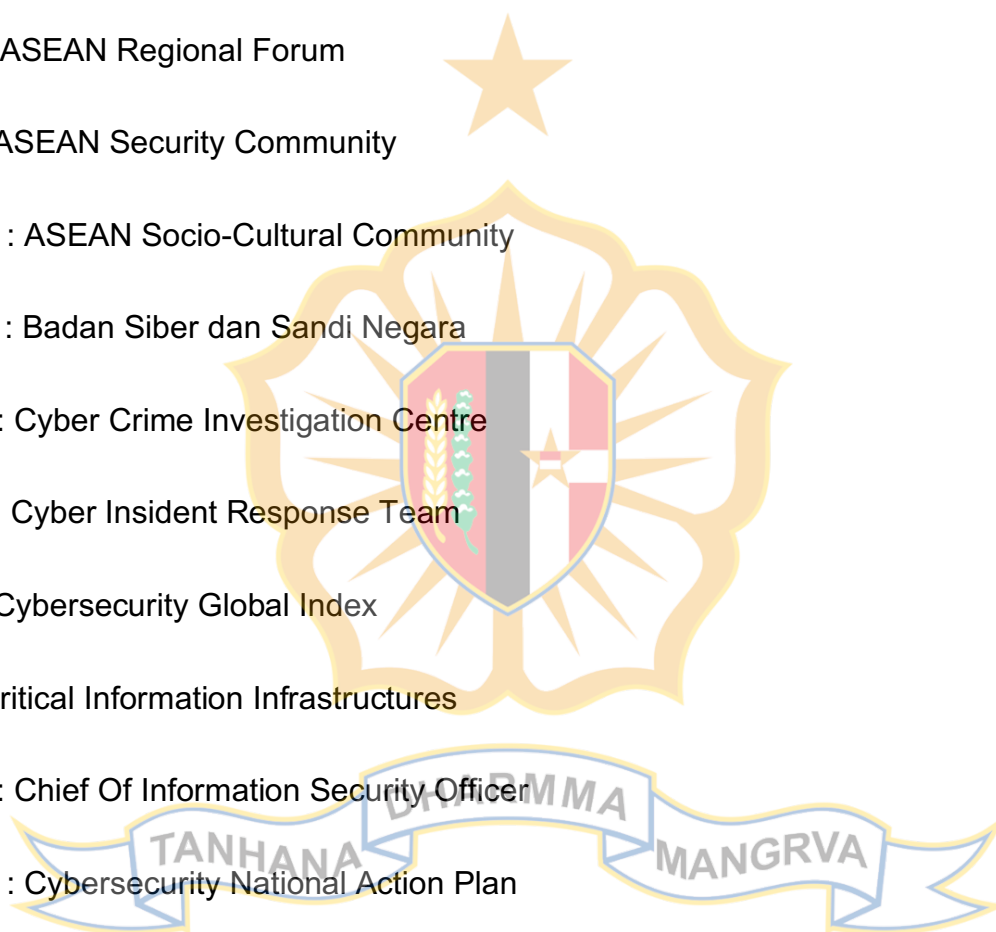 ASEAN Regional Forum
ASEAN Security Community
: ASEAN Socio-Cultural Community
: Badan Siber dan Sandi Negara
: Cyber Crime Investigation Centre
Cyber Insident Response Team
Cybersecurity Global Index
ritical Information Infrastructures
: Chief Of Information Security Officer
: Cybersecurity National Action Plan
TANHANA DHARMMA MANGRVA